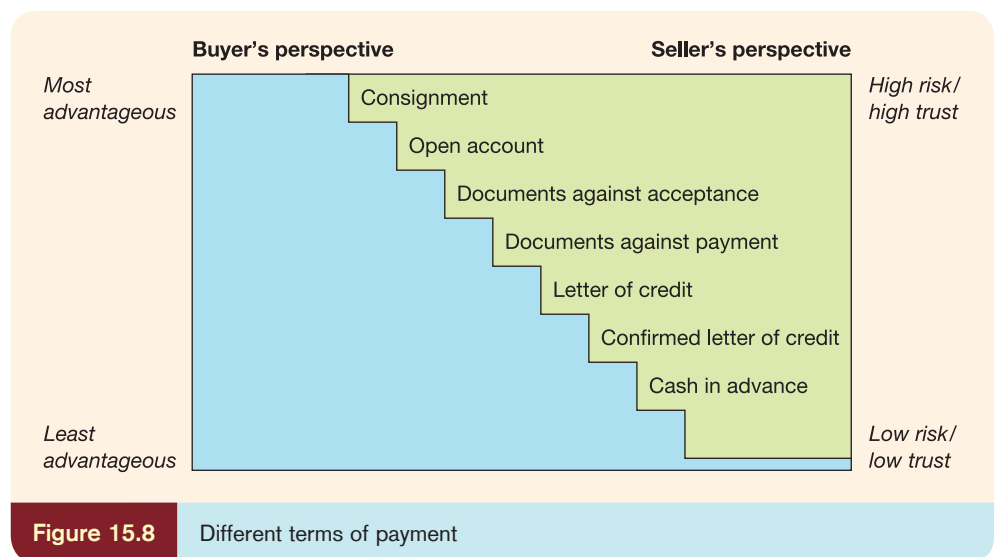 Buyer's perspective
Seller's perspective
Most
advantageous
High risk/
high trust
Consignment
Open account
Documents against acceptance
Documents against payment
Letter of credit
Confirmed letter of credit
Cash in advance
Least
advantageous
Low risk/
low trust
Figure 15.8
Different terms of payment